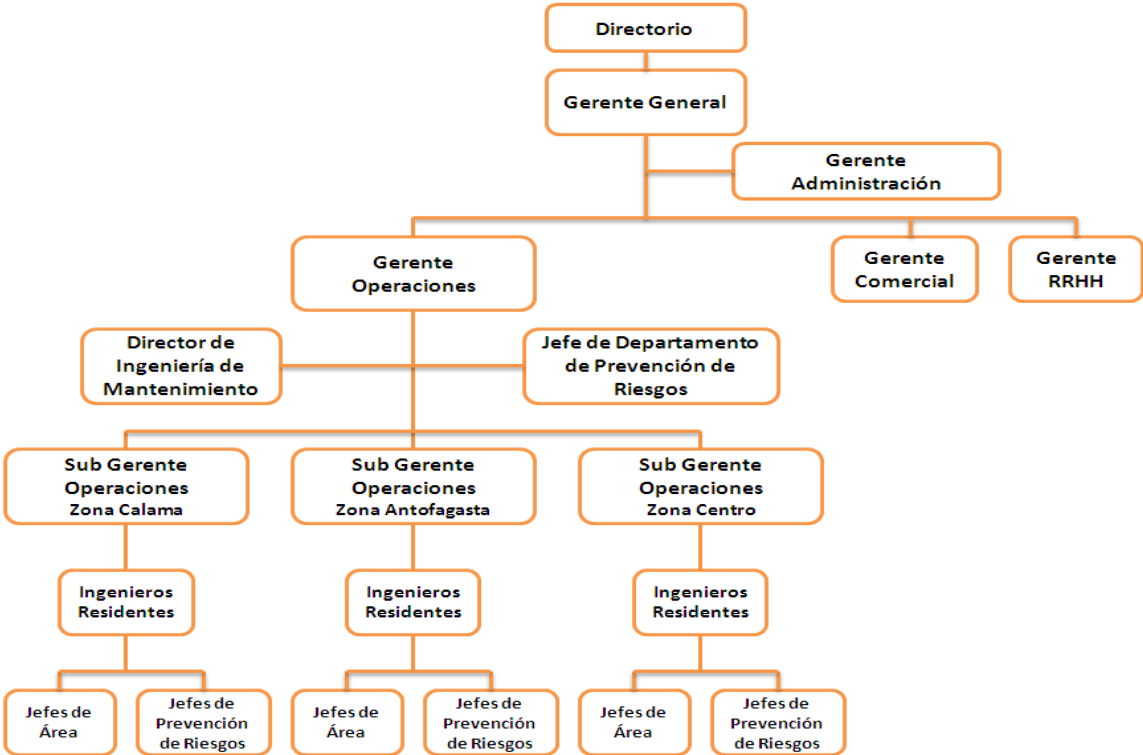 Directorio
Gerente General
Gerente
Administración
Gerente
Operaciones
Gerente
Comercial
Gerente
RRHH
Director de
Ingeniería de
Mantenimiento
Jefe de Departamento
de Prevención de
Riesgos
Sub Gerente
Operaciones
Zona Calama
Sub Gerente
Operaciones
Zona Antofagasta
Sub Gerente
Operaciones
Zona Centro
Ingenieros
Residentes
Ingenieros
Residentes
Ingenieros
Residentes
Jefes de
Área
Jefes de
Prevención
de Riesgos
Jefes de
Área
Jefes de
Prevención
de Riesgos
Jefes de
Área
Jefes de
Prevención
de Riesgos